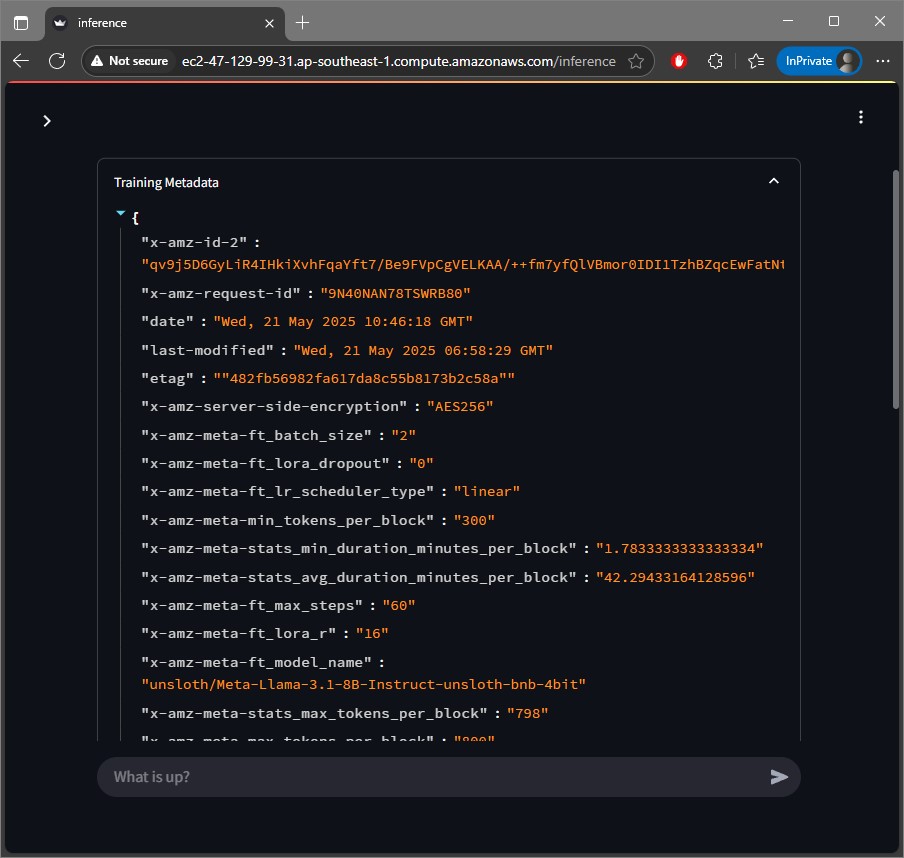 inference
Not secure
ec2-47-129-99-31.ap-southeast-1.compute.amazonaws.com/inference
InPrivate
Training Metadata
{
"x-amz-id-2" :
"qv9j5D6GyLiR4IHkiXvhFqaYft7/Be9FVpCgVELKAA/++fm7yfQlVBmor0IDI1TzhBZqcEwFatNt
"x-amz-request-id" : "9N40NAN78TSWRB80"
"date" : "Wed, 21 May 2025 10:46:18 GMT"
"last-modified" : "Wed, 21 May 2025 06:58:29 GMT"
"etag" : ""482fb56982fa617da8c55b8173b2c58a""
"x-amz-server-side-encryption" : "AES256"
"x-amz-meta-ft_batch_size" : "2"
"x-amz-meta-ft_lora_dropout" : "0"
"x-amz-meta-ft_lr_scheduler_type" : "linear"
"x-amz-meta-min_tokens_per_block" : "300"
"x-amz-meta-stats_min_duration_minutes_per_block" : "1.7833333333333334"
"x-amz-meta-stats_avg_duration_minutes_per_block" : "42.29433164128596"
"x-amz-meta-ft_max_steps" : "60"
"x-amz-meta-ft_lora_r" : "16"
"x-amz-meta-ft_model_name" :
"unsloth/Meta-Llama-3.1-8B-Instruct-unsloth-bnb-4bit"
"x-amz-meta-stats_max_tokens_per_block" : "798"
"x-amz-meta-max_tokens_per_block" : "800"
What is up?